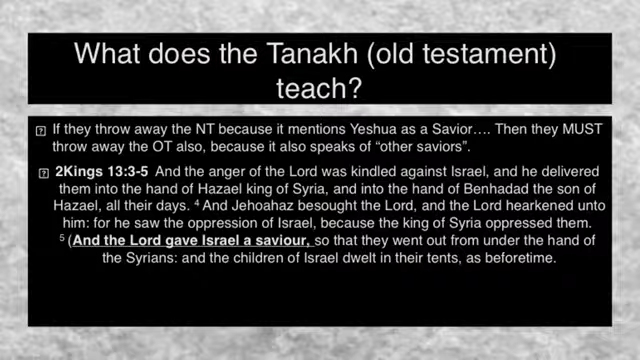 What does the Tanakh (old testament)
teach?
If they throw away the NT because it mentions Yeshua as a Savior…. Then they MUST
throw away the OT also, because it also speaks of “other saviors”.
2Kings 13:3-5 And the anger of the Lord was kindled against Israel, and he delivered
them into the hand of Hazael king of Syria, and into the hand of Benhadad the son of
Hazael, all their days. 4 And Jehoahaz besought the Lord, and the Lord hearkened unto
him: for he saw the oppression of Israel, because the king of Syria oppressed them.
5 (And the Lord gave Israel a saviour, so that they went out from under the hand of
the Syrians: and the children of Israel dwelt in their tents, as beforetime.